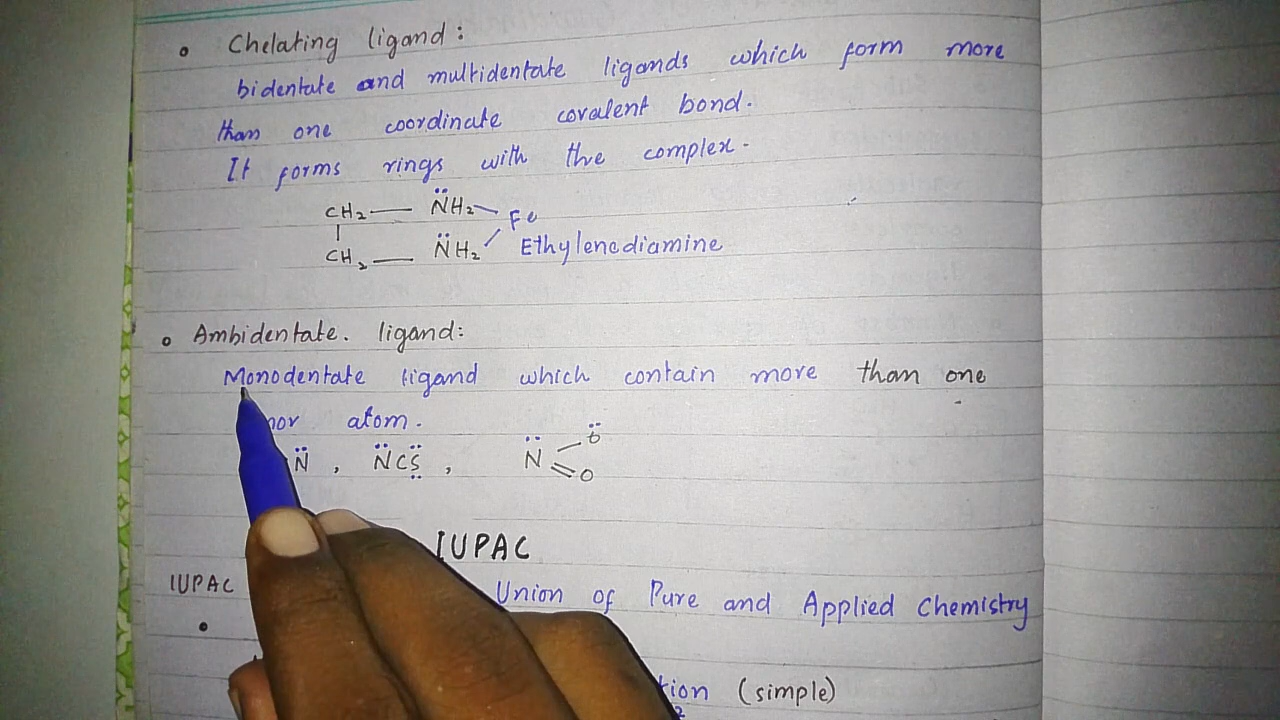 Chelating ligand:
bidentate and multidentate ligands which form more
than one coordinate covalent bond.
It forms rings with the complex.
CH2 — N̈H2 — Fe
CH2 — N̈H2 Ethylenediamine
Ambidentate. ligand:
Monodentate ligand which contain more than one
atom.
N̈ , N̈CS̈ , N̈ O
O
IUPAC
IUPAC Union of Pure and Applied Chemistry
(simple)